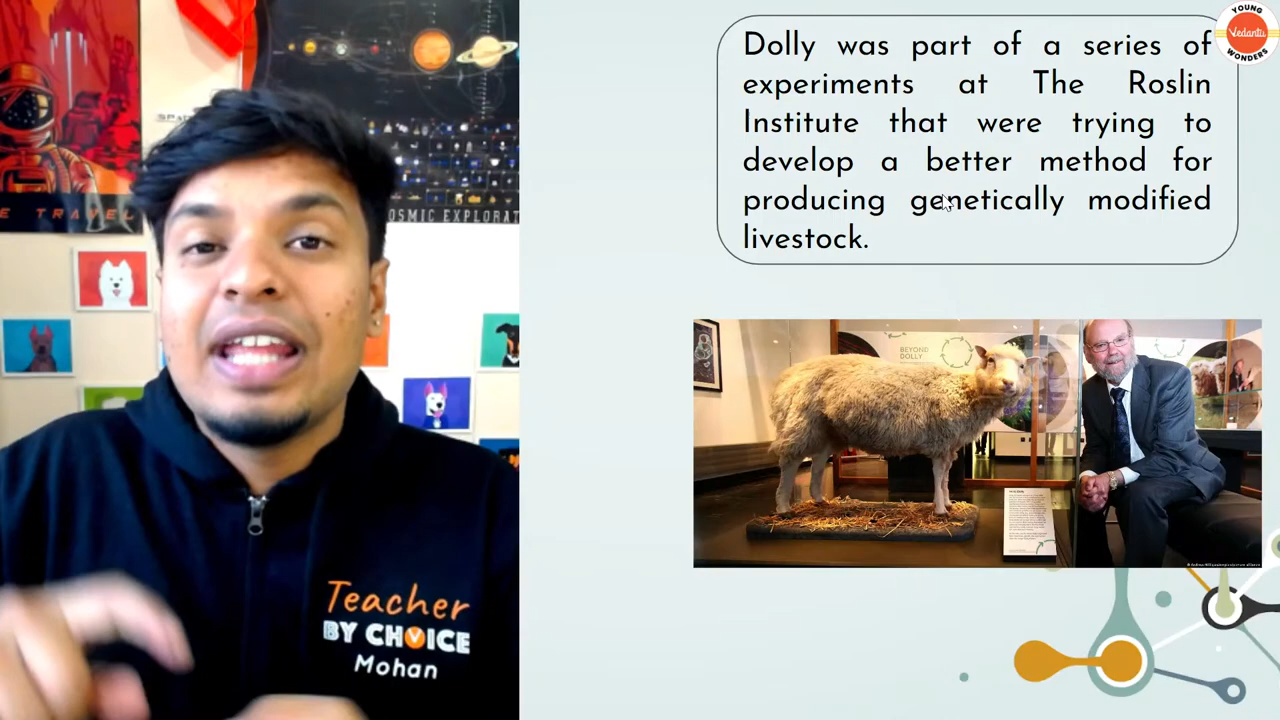 Dolly was part of a series of
experiments at The Roslin
Institute that were trying to
develop a better method for
producing genetically modified
livestock.
YOUNG
Vedantu
WONDERS
E TRAVEL
OSMIC EXPLORAT
BEYOND
DOLLY
Teacher
BY CHOICE
Mohan